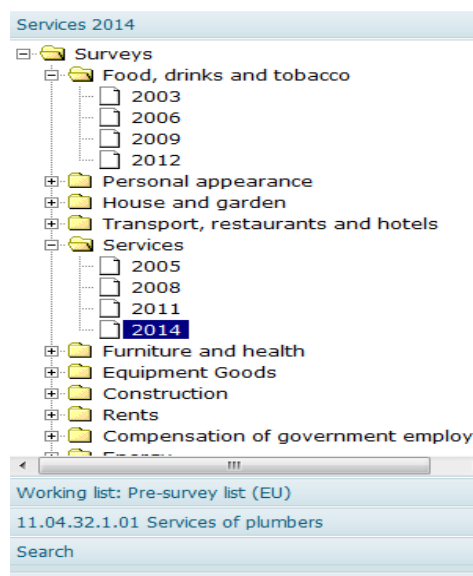 Services 2014
Surveys
Food, drinks and tobacco
2003
2006
2009
2012
Personal appearance
House and garden
Transport, restaurants and hotels
Services
2005
2008
2011
2014
Furniture and health
Equipment Goods
Construction
Rents
Compensation of government employ
Working list: Pre-survey list (EU)
11.04.32.1.01 Services of plumbers
Search